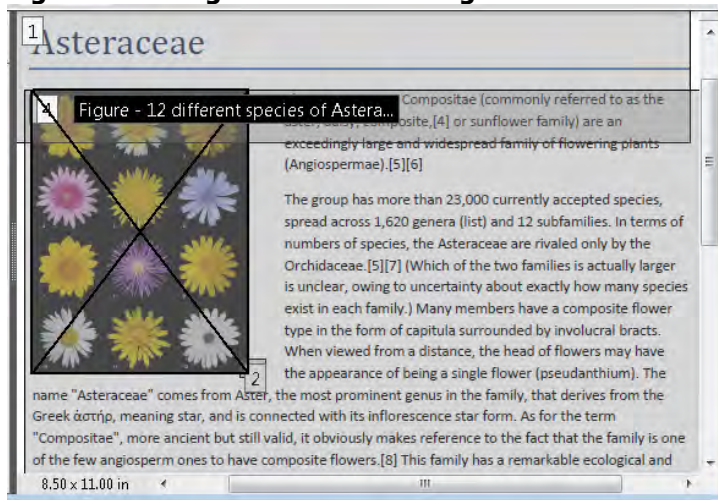 1
Asteraceae
4
Figure - 12 different species of Astera...
Compositae (commonly referred to as the
aster, daisy, composite,[4] or sunflower family) are an
exceedingly large and widespread family of flowering plants
(Angiospermae).[5][6]
The group has more than 23,000 currently accepted species,
spread across 1,620 genera (list) and 12 subfamilies. In terms of
numbers of species, the Asteraceae are rivaled only by the
Orchidaceae.[5][7] (Which of the two families is actually larger
is unclear, owing to uncertainty about exactly how many species
exist in each family.) Many members have a composite flower
type in the form of capitula surrounded by involucral bracts.
When viewed from a distance, the head of flowers may have
2
the appearance of being a single flower (pseudanthium). The
name "Asteraceae" comes from Aster, the most prominent genus in the family, that derives from the
Greek ἀστήρ, meaning star, and is connected with its inflorescence star form. As for the term
"Compositae", more ancient but still valid, it obviously makes reference to the fact that the family is one
of the few angiosperm ones to have composite flowers.[8] This family has a remarkable ecological and
8.50 x 11.00 in